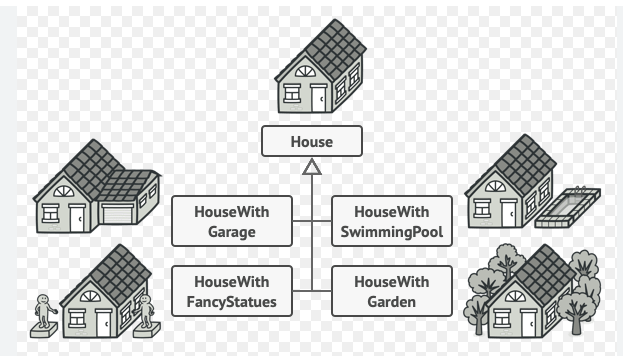 House
HouseWith
Garage
HouseWith
SwimmingPool
HouseWith
FancyStatues
HouseWith
Garden